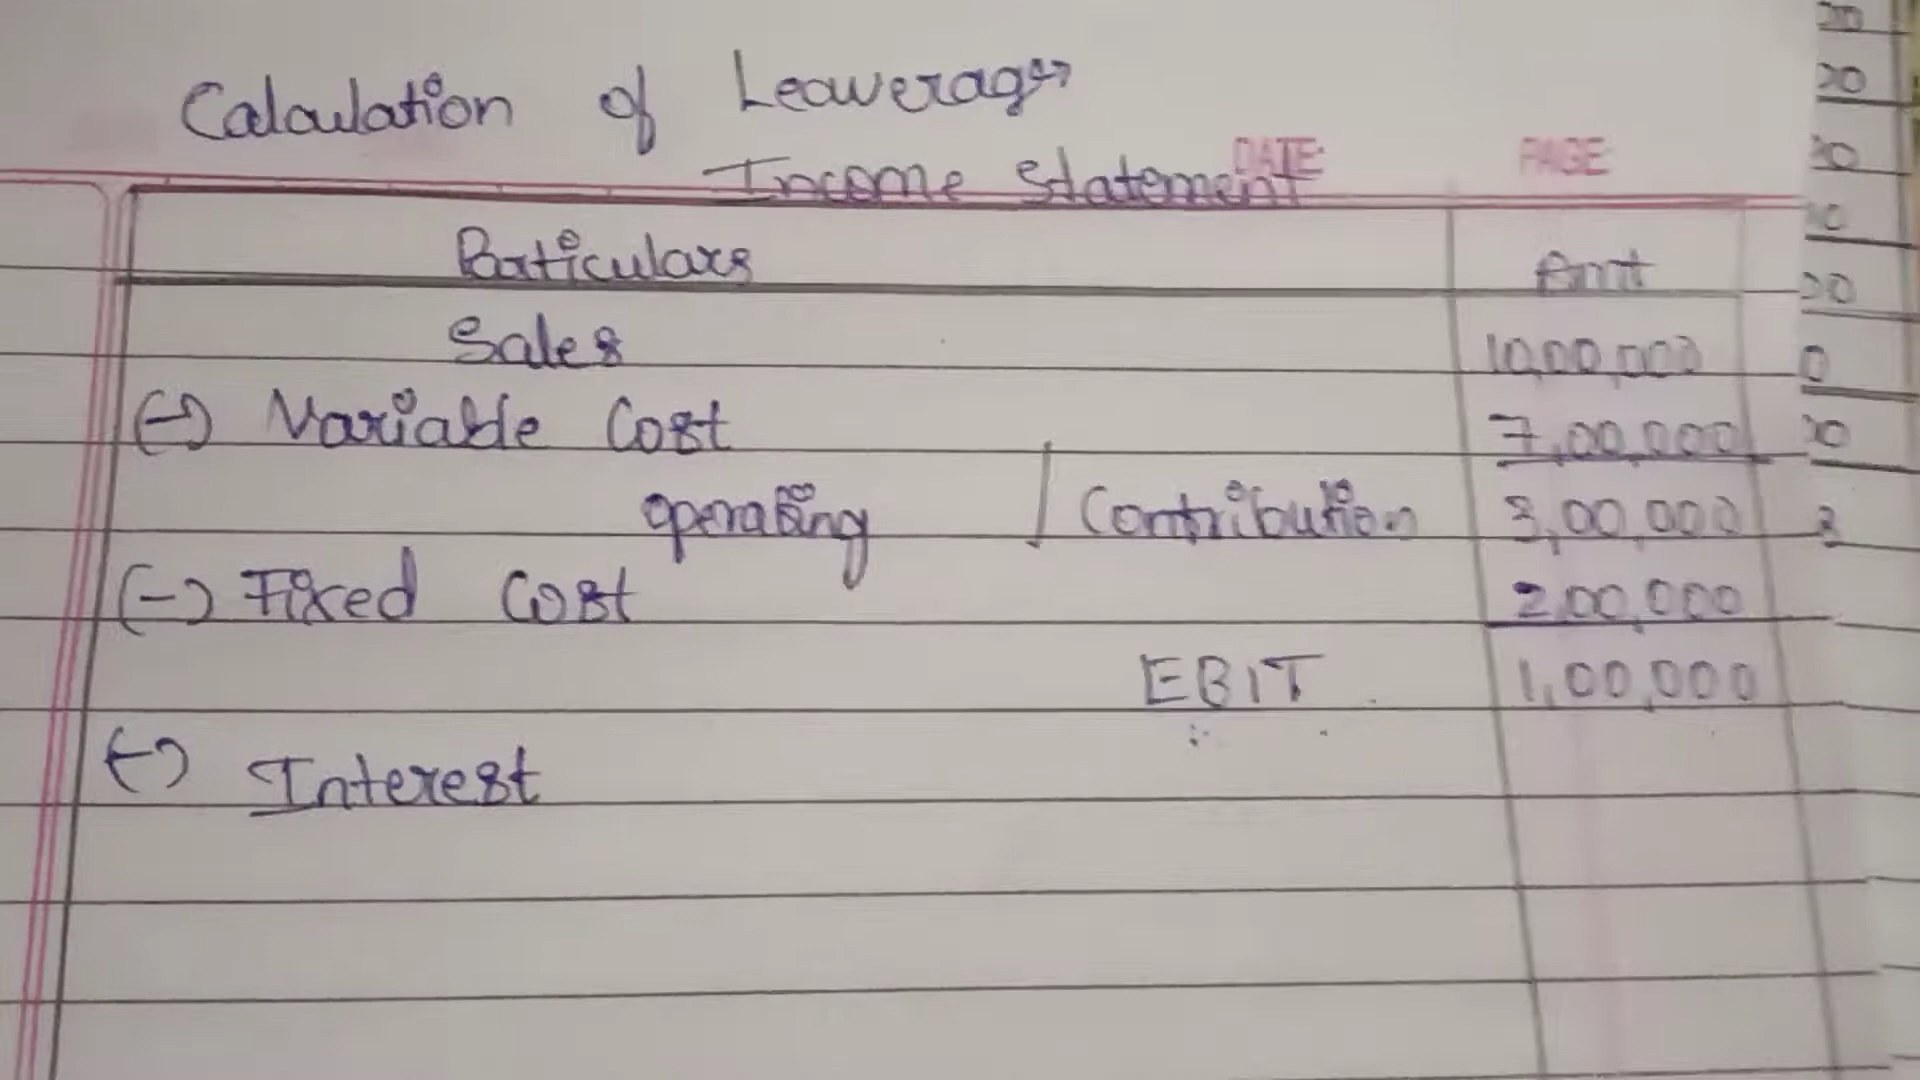 Calculation of Leaverage
Income Statement
DATE: PAGE:
Particulars Amt
Sales 10,00,000
(-) Variable Cost 7,00,000
operating Contribution 3,00,000
(-) Fixed Cost 2,00,000
EBIT 1,00,000
(-) Interest